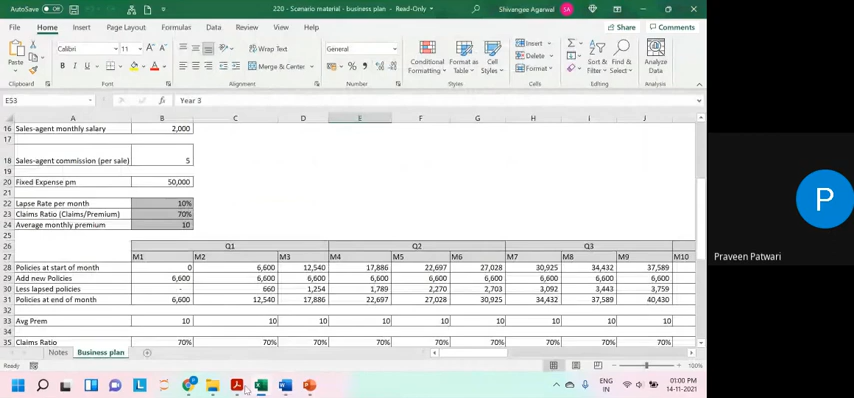 AutoSave Off 220 - Scenario material - business plan - Read-Only Shivangee Agarwal SA
File Home Insert Page Layout Formulas Data Review View Help Share Comments
Calibri 11 A A Wrap Text General Insert
Paste B I U A Merge & Center % Conditional Formatting Format as Table Cell Styles Delete Format Sort & Filter Find & Select Analyze Data
Clipboard Font Alignment Number Styles Cells Editing Analysis
E53 fx Year 3
A B C D E F G H I J
16 Sales-agent monthly salary 2,000
17
18 Sales-agent commission (per sale) 5
19
20 Fixed Expense pm 50,000
21
22 Lapse Rate per month 10%
23 Claims Ratio (Claims/Premium) 70%
24 Average monthly premium 10
25
26 Q1 Q2 Q3
27 M1 M2 M3 M4 M5 M6 M7 M8 M9 M10
28 Policies at start of month 0 6,600 12,540 17,886 22,697 27,028 30,925 34,432 37,589
29 Add new Policies 6,600 6,600 6,600 6,600 6,600 6,600 6,600 6,600 6,600
30 Less lapsed policies - 660 1,254 1,789 2,270 2,703 3,092 3,443 3,759
31 Policies at end of month 6,600 12,540 17,886 22,697 27,028 30,925 34,432 37,589 40,430
32
33 Avg Prem 10 10 10 10 10 10 10 10 10
34
35 Claims Ratio 70% 70% 70% 70% 70% 70% 70% 70% 70%
Notes Business plan
Ready 100%
ENG IN 01:00 PM 14-11-2021
P
Praveen Patwari